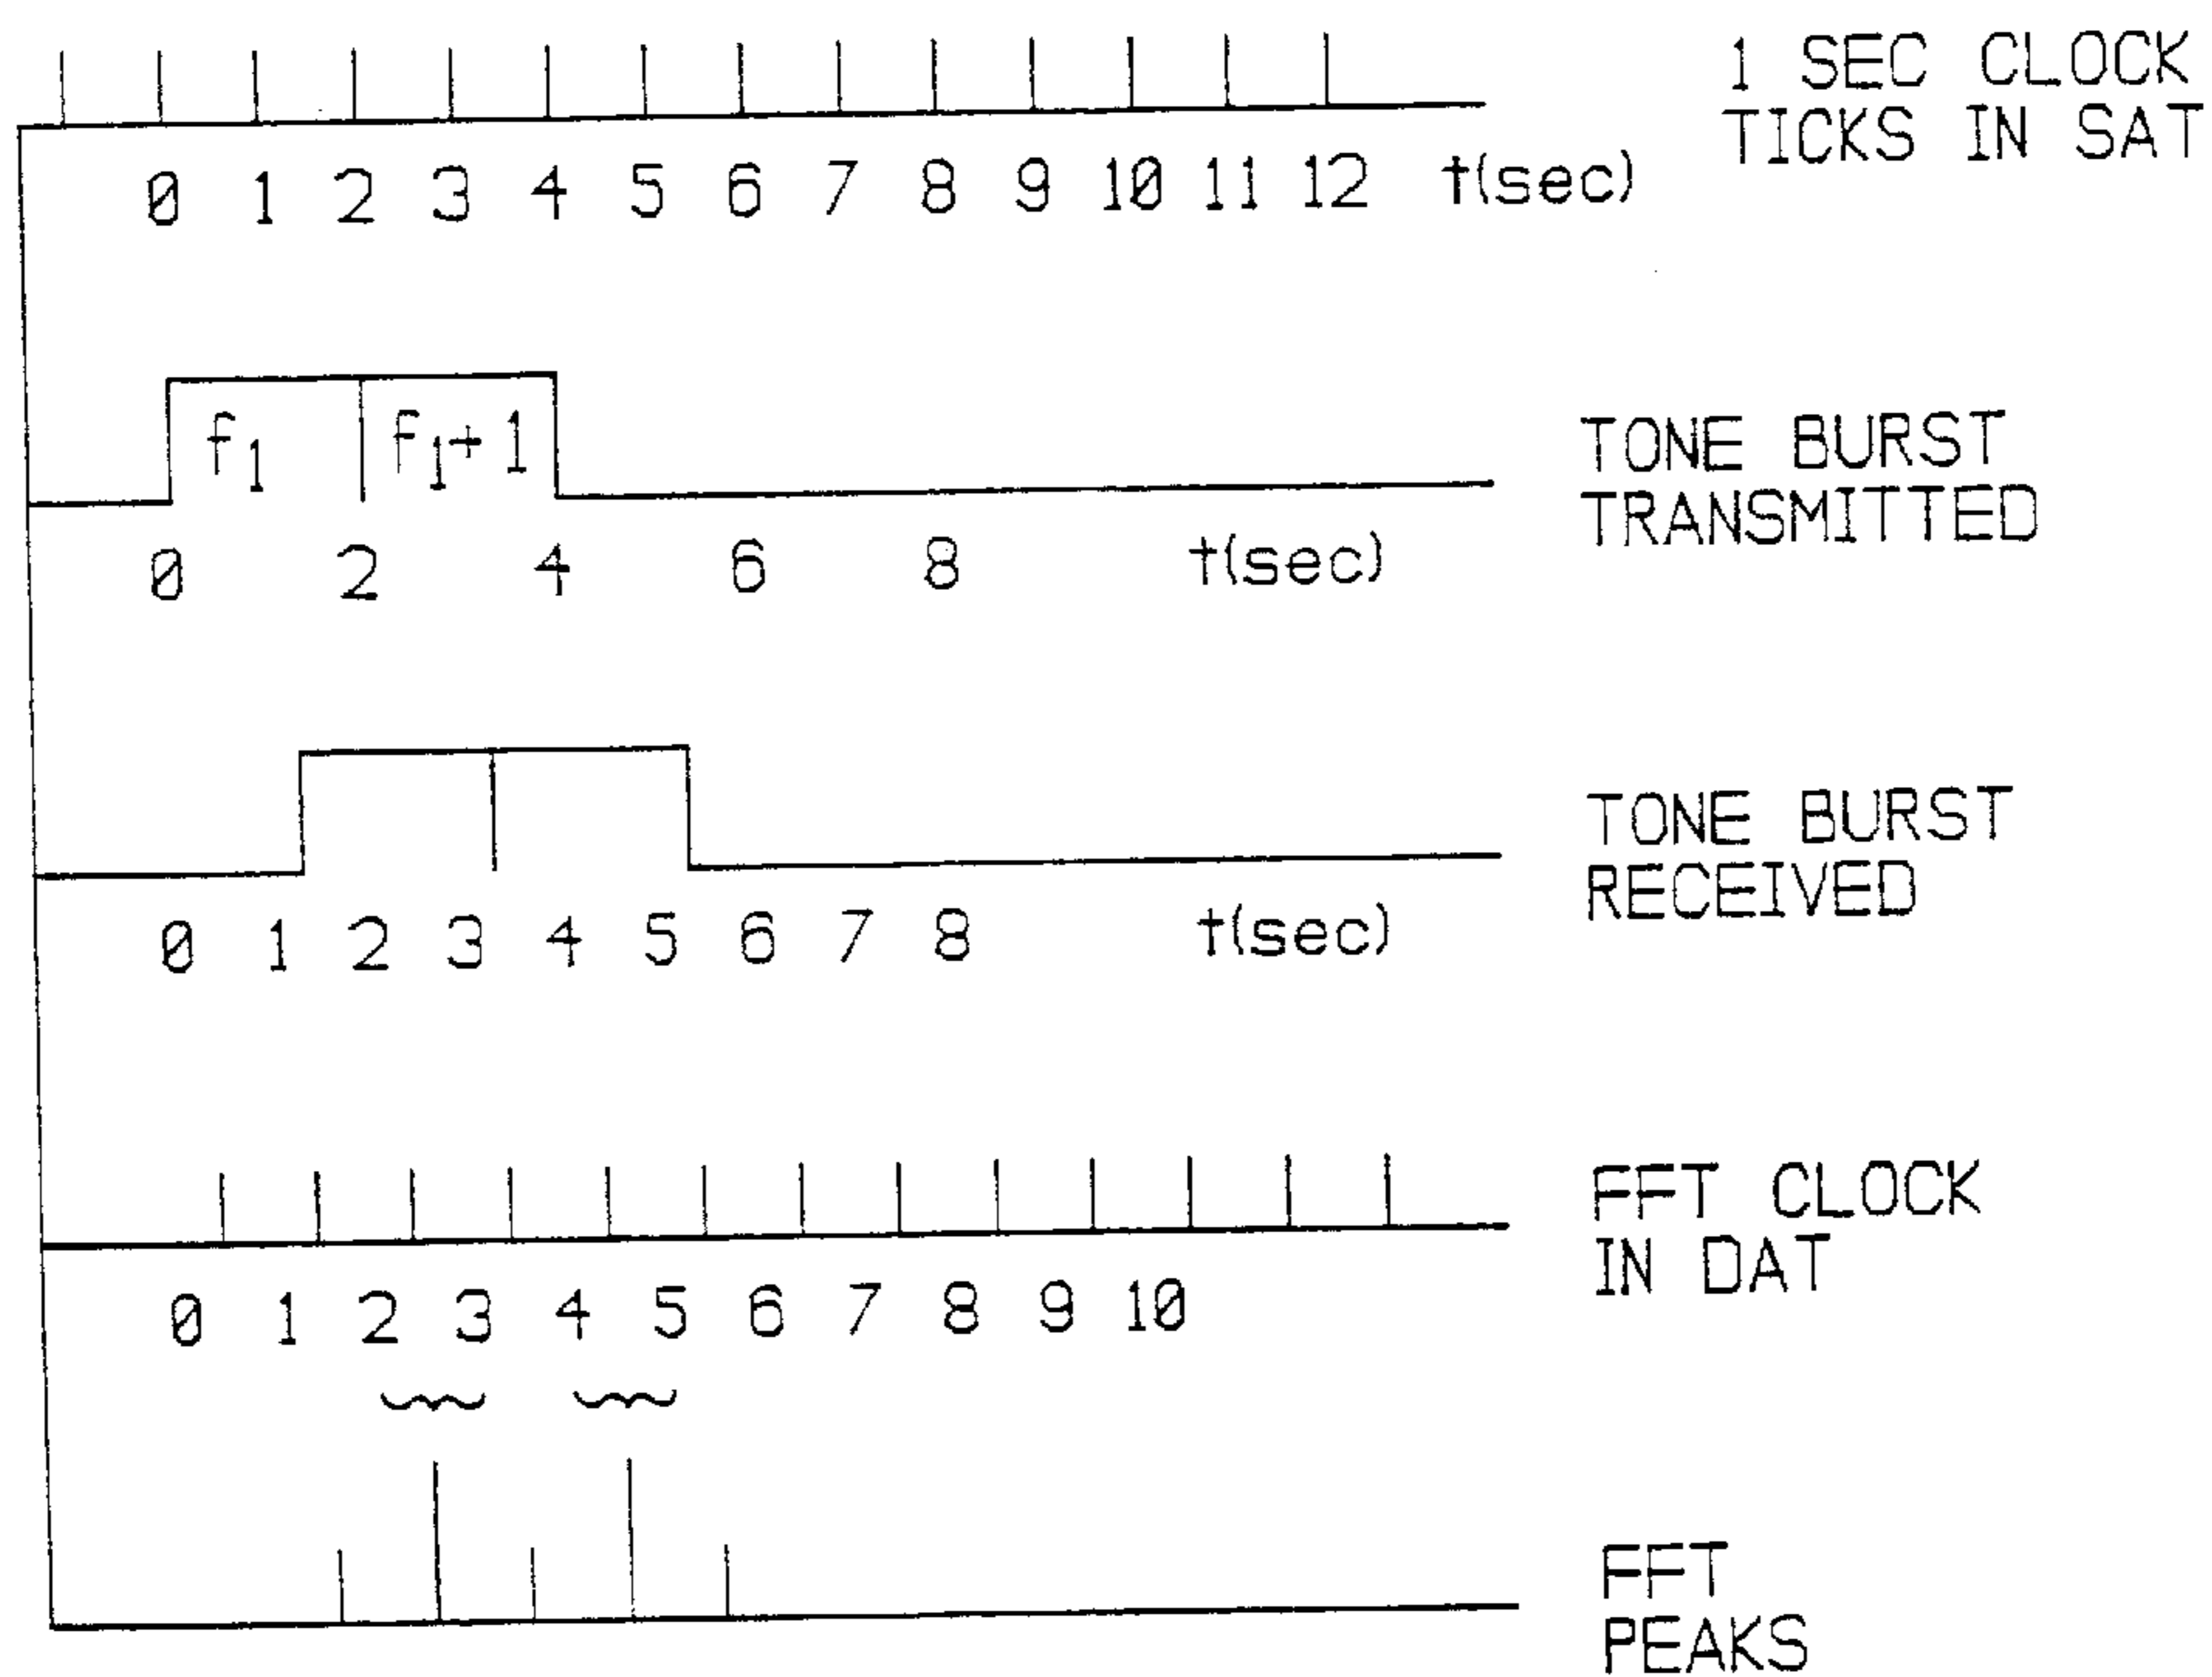 1 SEC CLOCK
TICKS IN SAT
0 1 2 3 4 5 6 7 8 9 10 11 12 t(sec)
f1 f1+1
TONE BURST
TRANSMITTED
0 2 4 6 8 t(sec)
TONE BURST
RECEIVED
0 1 2 3 4 5 6 7 8 t(sec)
FFT CLOCK
IN DAT
0 1 2 3 4 5 6 7 8 9 10
FFT
PEAKS